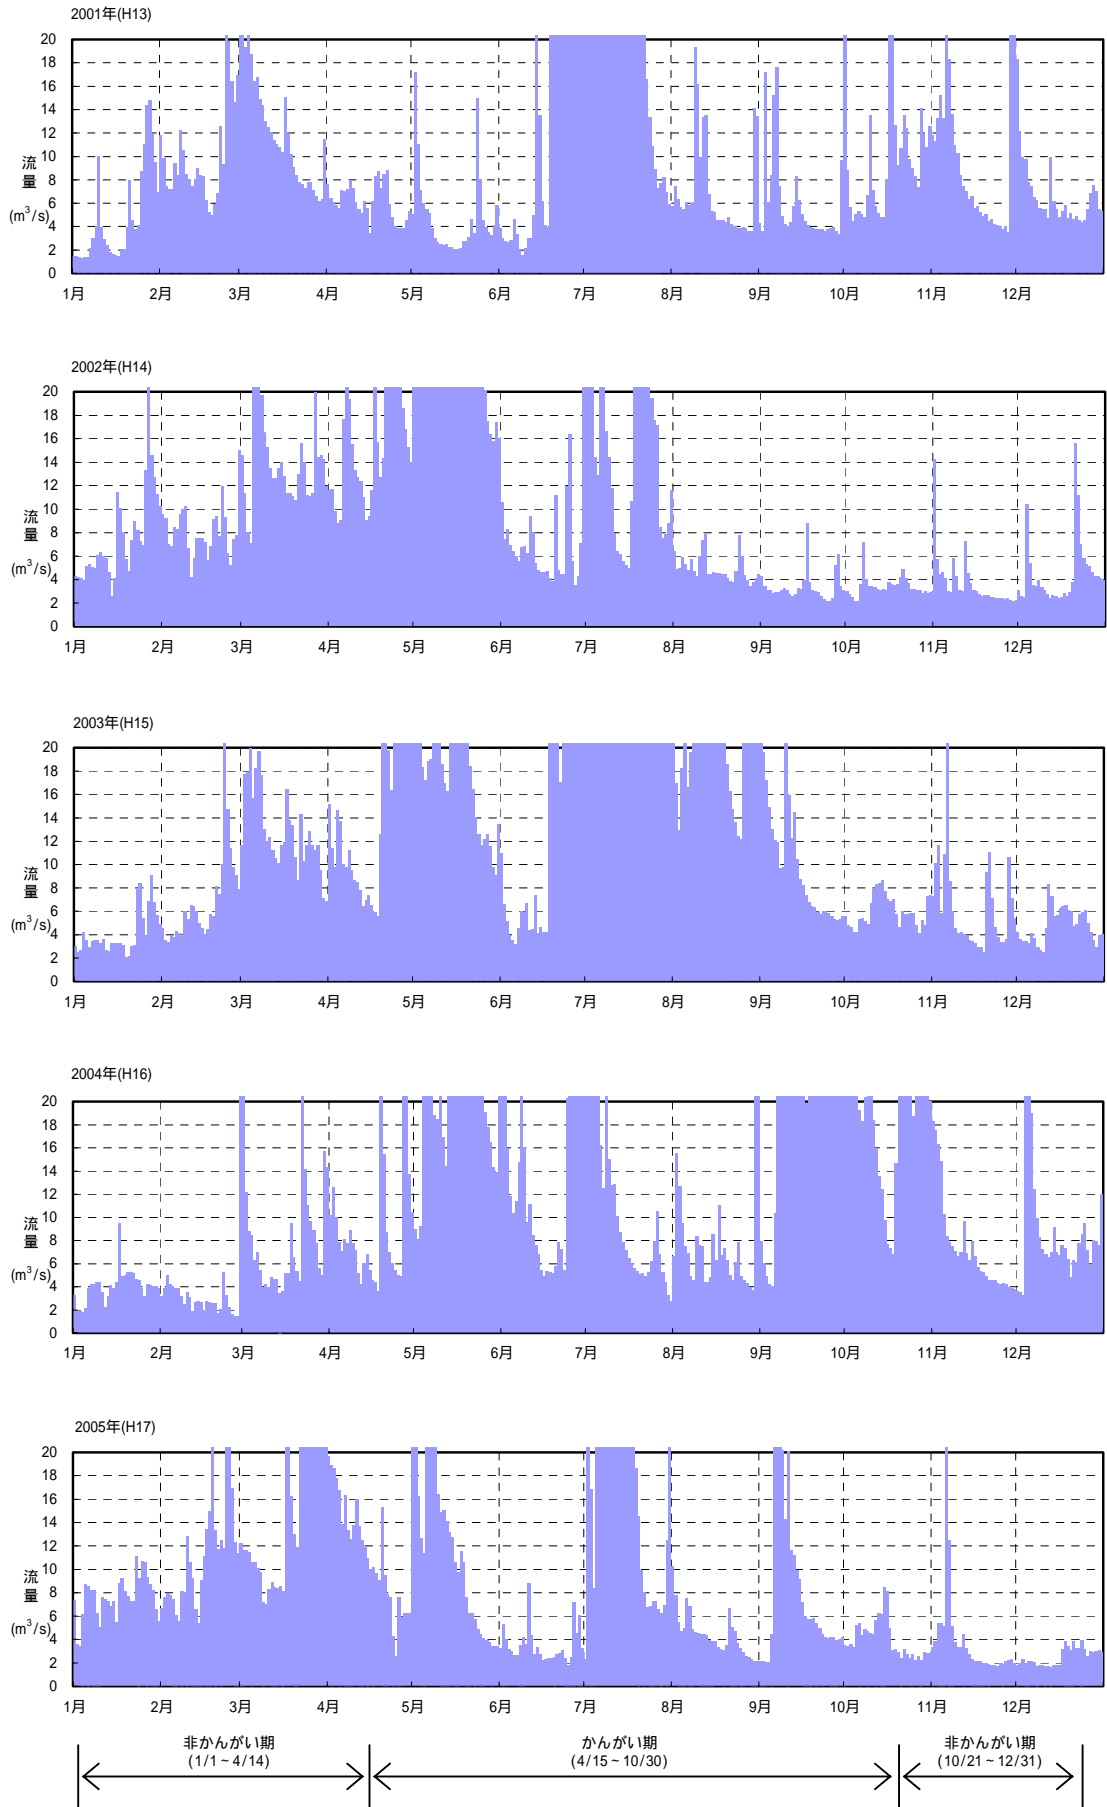 2001年(H13)
20
18
16
14
12
10
8
6
4
2
0
流量
(m³/s)
1月 2月 3月 4月 5月 6月 7月 8月 9月 10月 11月 12月
2002年(H14)
20
18
16
14
12
10
8
6
4
2
0
流量
(m³/s)
1月 2月 3月 4月 5月 6月 7月 8月 9月 10月 11月 12月
2003年(H15)
20
18
16
14
12
10
8
6
4
2
0
流量
(m³/s)
1月 2月 3月 4月 5月 6月 7月 8月 9月 10月 11月 12月
2004年(H16)
20
18
16
14
12
10
8
6
4
2
0
流量
(m³/s)
1月 2月 3月 4月 5月 6月 7月 8月 9月 10月 11月 12月
2005年(H17)
20
18
16
14
12
10
8
6
4
2
0
流量
(m³/s)
1月 2月 3月 4月 5月 6月 7月 8月 9月 10月 11月 12月
非かんがい期
(1/1~4/14)
かんがい期
(4/15~10/30)
非かんがい期
(10/21~12/31)